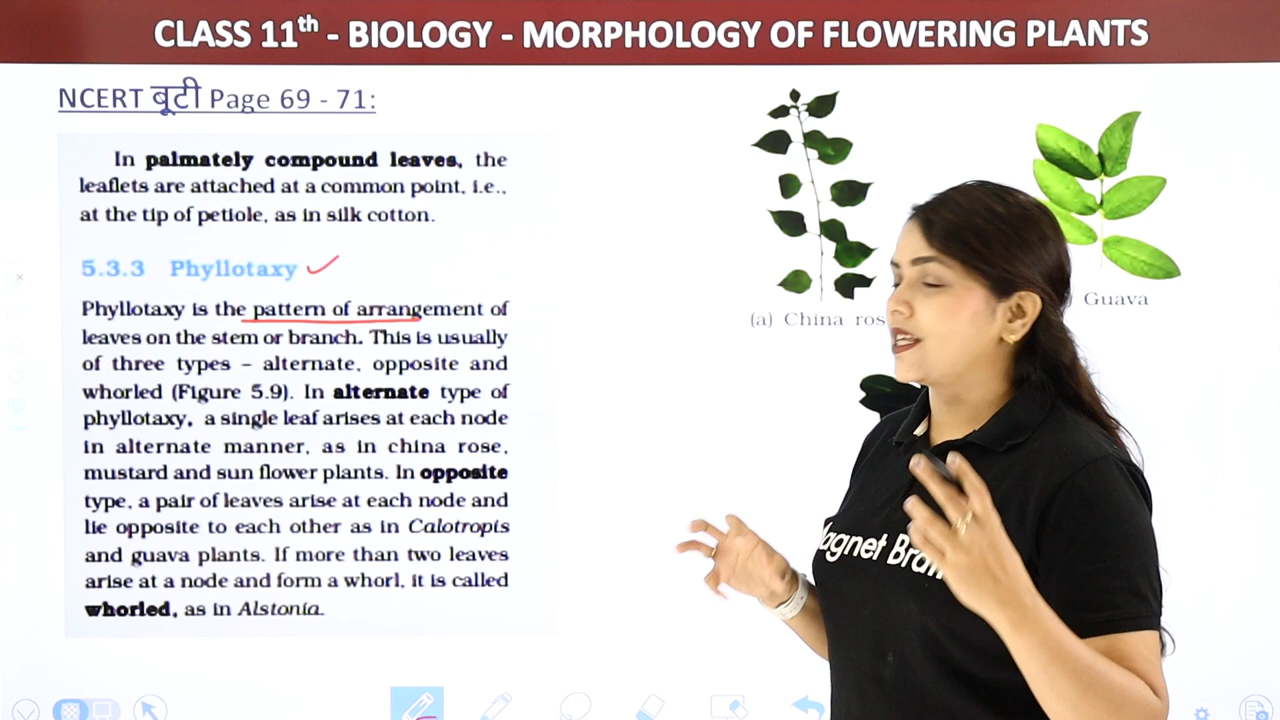 CLASS 11th - BIOLOGY - MORPHOLOGY OF FLOWERING PLANTS
NCERT बूटी Page 69 - 71:
In palmately compound leaves, the
leaflets are attached at a common point, i.e.,
at the tip of petiole, as in silk cotton.
5.3.3 Phyllotaxy
Phyllotaxy is the pattern of arrangement of
leaves on the stem or branch. This is usually
of three types – alternate, opposite and
whorled (Figure 5.9). In alternate type of
phyllotaxy, a single leaf arises at each node
in alternate manner, as in china rose,
mustard and sun flower plants. In opposite
type, a pair of leaves arise at each node and
lie opposite to each other as in Calotropis
and guava plants. If more than two leaves
arise at a node and form a whorl, it is called
whorled, as in Alstonia.
(a) China ros
Guava
agnet Brai